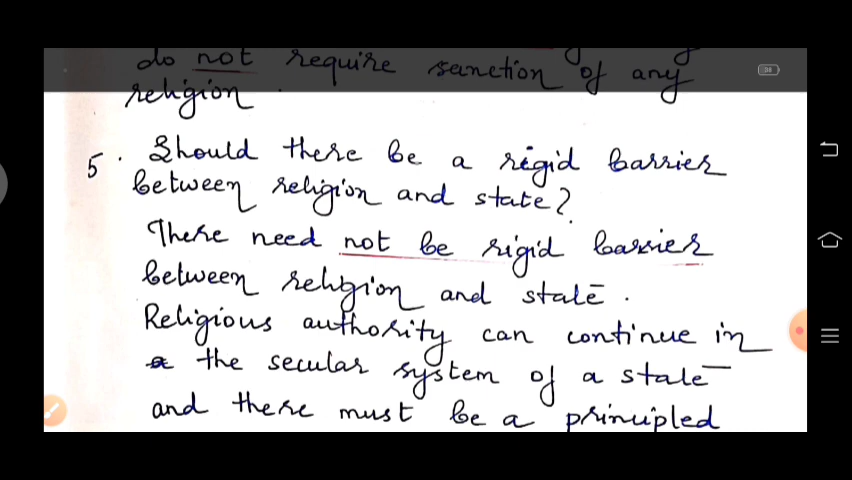 do not require sanction of any
religion.
5. Should there be a rigid barrier
between religion and state?
There need not be rigid barrier
between religion and state.
Religious authority can continue in
the secular system of a state
and there must be a principled